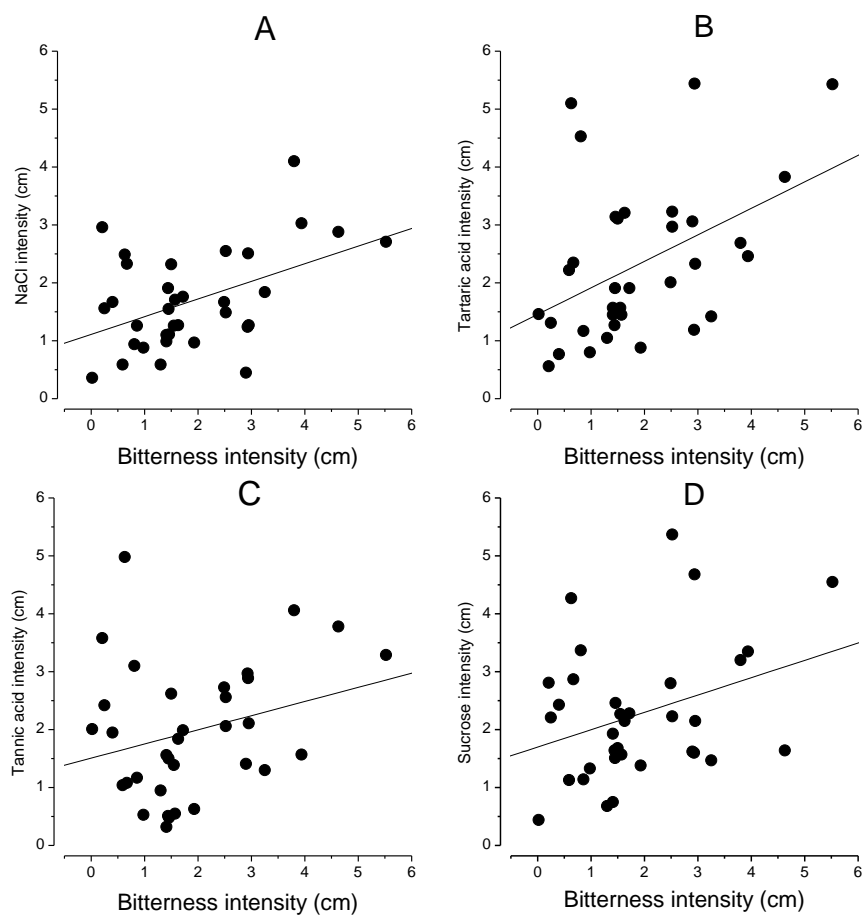 A
6
5
4
3
2
1
0
NaCl intensity (cm)
0 1 2 3 4 5 6
Bitterness intensity (cm)
B
6
5
4
3
2
1
0
Tartaric acid intensity (cm)
0 1 2 3 4 5 6
Bitterness intensity (cm)
C
6
5
4
3
2
1
0
Tannic acid intensity (cm)
0 1 2 3 4 5 6
Bitterness intensity (cm)
D
6
5
4
3
2
1
0
Sucrose intensity (cm)
0 1 2 3 4 5 6
Bitterness intensity (cm)